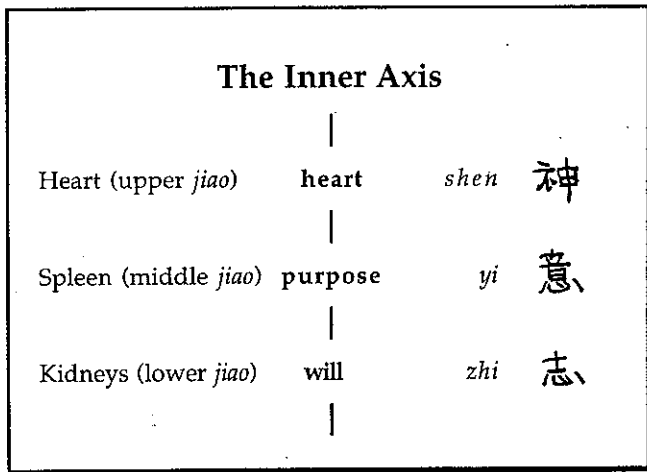 The Inner Axis
Heart (upper jiao) heart shen 神
Spleen (middle jiao) purpose yi 意
Kidneys (lower jiao) will zhi 志